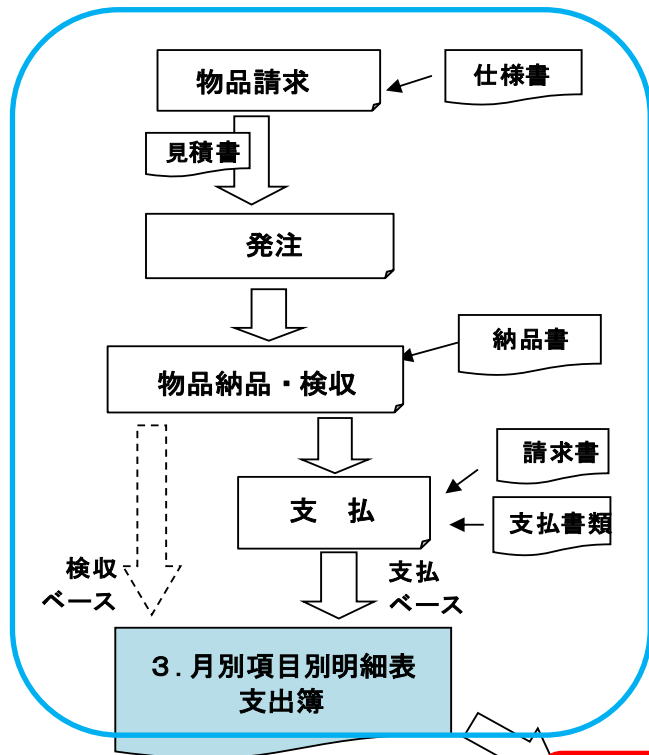 物品請求
仕様書
見積書
発注
納品書
物品納品・検収
請求書
支 払
支払書類
検収
ベース
支払
ベース
３.月別項目別明細表
支出簿